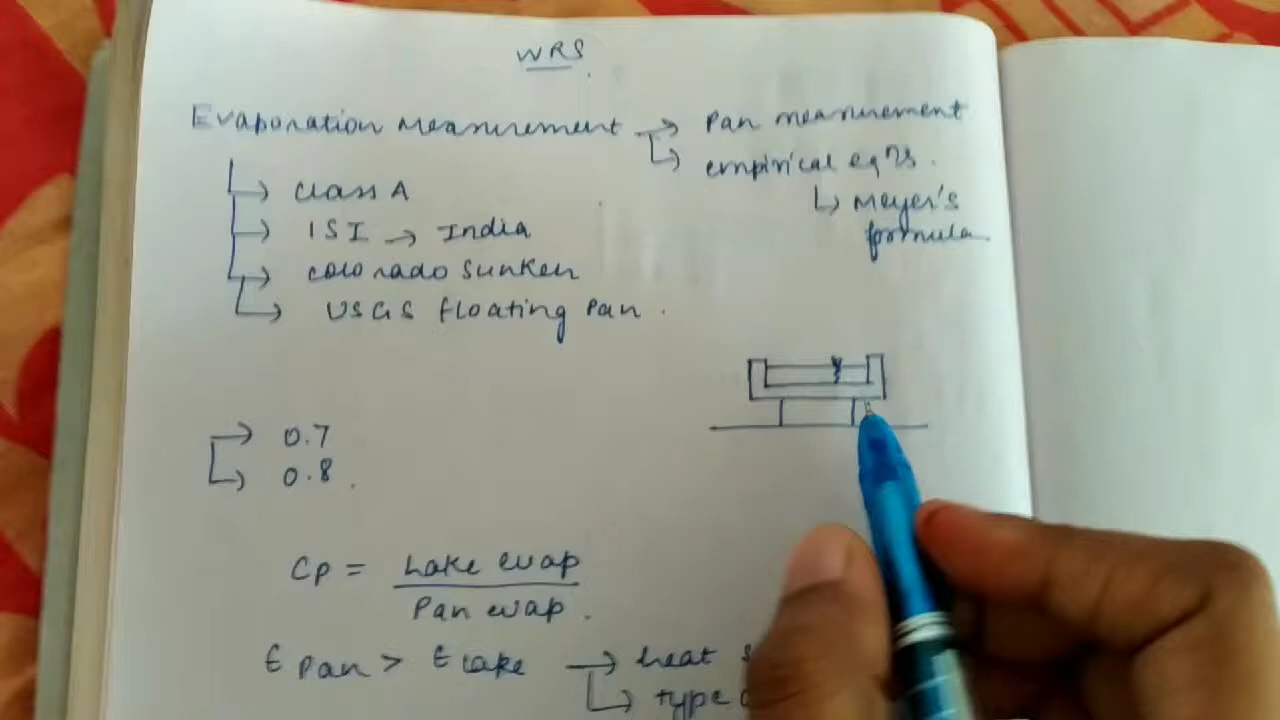 WRS
Evaporation measurement → Pan measurement
↳ empirical eqns.
↳ Meyer's
formula
→ class A
→ ISI → India
→ colorado sunken
→ USGS floating pan.
→ 0.7
→ 0.8.
Cp = Lake evap
Pan evap.
E Pan > E Lake → heat
↳ type